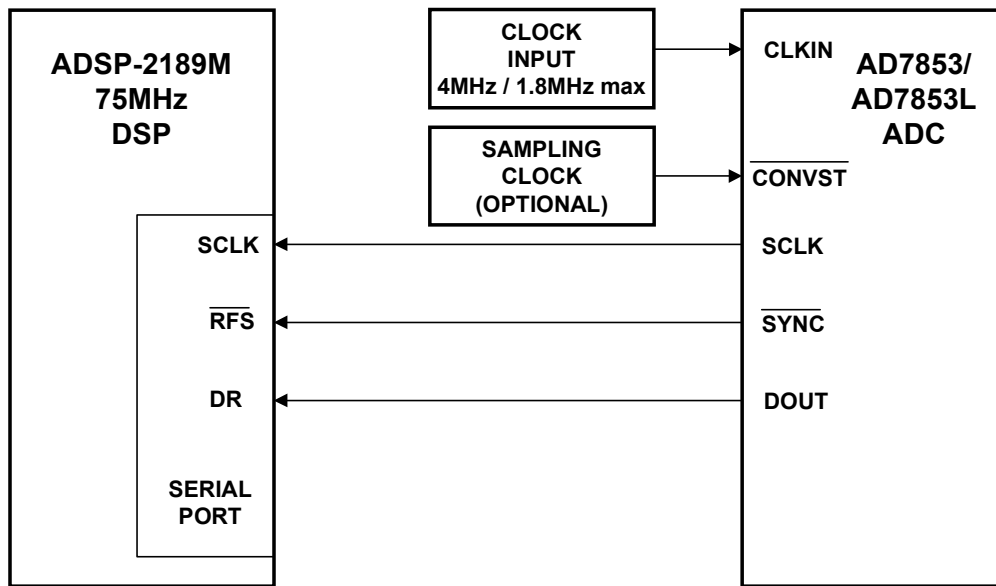 ADSP-2189M
75MHz
DSP
CLOCK
INPUT
4MHz / 1.8MHz max
SAMPLING
CLOCK
(OPTIONAL)
AD7853/
AD7853L
ADC
CLKIN
CONVST
SCLK
SYNC
DOUT
SCLK
RFS
DR
SERIAL
PORT